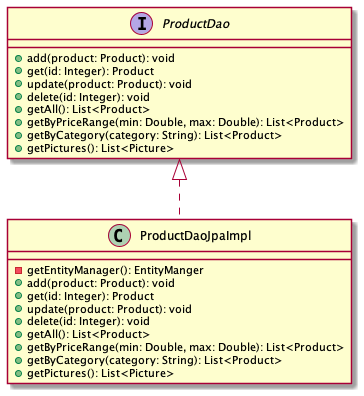 I ProductDao
add(product: Product): void
get(id: Integer): Product
update(product: Product): void
delete(id: Integer): void
getAll(): List<Product>
getByPriceRange(min: Double, max: Double): List<Product>
getByCategory(category: String): List<Product>
getPictures(): List<Picture>
C ProductDaoJpaImpl
getEntityManager(): EntityManger
add(product: Product): void
get(id: Integer): Product
update(product: Product): void
delete(id: Integer): void
getAll(): List<Product>
getByPriceRange(min: Double, max: Double): List<Product>
getByCategory(category: String): List<Product>
getPictures(): List<Picture>